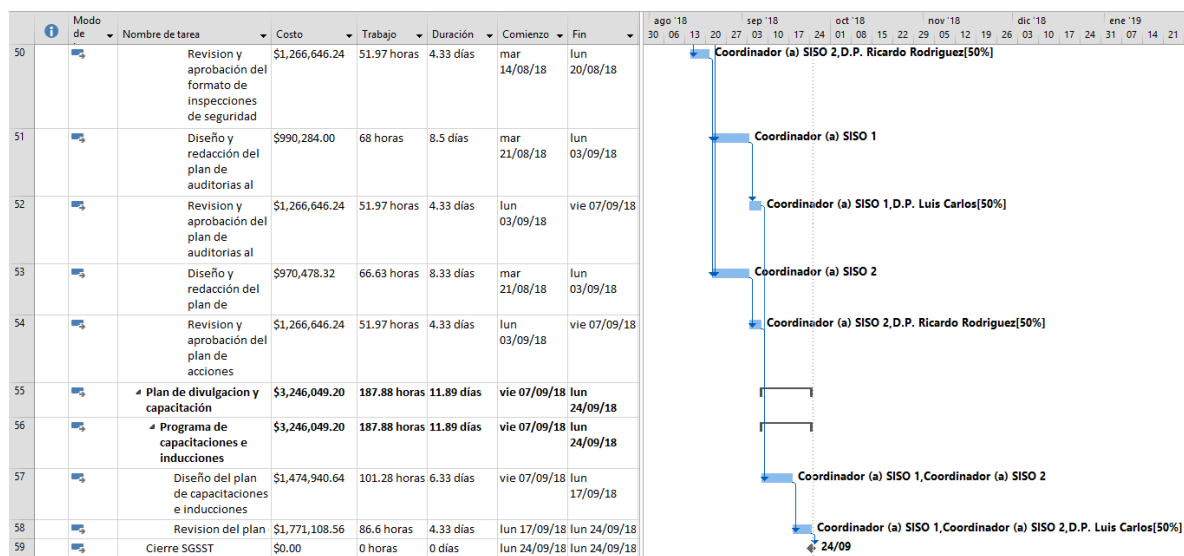 Modo
de
Nombre de tarea Costo Trabajo Duración Comienzo Fin
ago '18 sep '18 oct '18 nov '18 dic '18 ene '19
30 06 13 20 27 03 10 17 24 01 08 15 22 29 05 12 19 26 03 10 17 24 31 07 14 21
50 Revision y $1,266,646.24 51.97 horas 4.33 días mar lun Coordinador (a) SISO 2,D.P. Ricardo Rodriguez[50%]
aprobación del 14/08/18 20/08/18
formato de
inspecciones
de seguridad
51 Diseño y $990,284.00 68 horas 8.5 días mar lun Coordinador (a) SISO 1
redacción del 21/08/18 03/09/18
plan de
auditorias al
52 Revision y $1,266,646.24 51.97 horas 4.33 días lun vie 07/09/18 Coordinador (a) SISO 1,D.P. Luis Carlos[50%]
aprobación del 03/09/18
plan de
auditorias al
53 Diseño y $970,478.32 66.63 horas 8.33 días mar lun Coordinador (a) SISO 2
redacción del 21/08/18 03/09/18
plan de
54 Revision y $1,266,646.24 51.97 horas 4.33 días lun vie 07/09/18 Coordinador (a) SISO 2,D.P. Ricardo Rodriguez[50%]
aprobación del 03/09/18
plan de
acciones
55 Plan de divulgacion y $3,246,049.20 187.88 horas 11.89 días vie 07/09/18 lun
capacitación 24/09/18
56 Programa de $3,246,049.20 187.88 horas 11.89 días vie 07/09/18 lun
capacitaciones e 24/09/18
inducciones
57 Diseño del plan $1,474,940.64 101.28 horas 6.33 días vie 07/09/18 lun Coordinador (a) SISO 1,Coordinador (a) SISO 2
de capacitaciones 17/09/18
e inducciones
58 Revision del plan $1,771,108.56 86.6 horas 4.33 días lun 17/09/18 lun 24/09/18 Coordinador (a) SISO 1,Coordinador (a) SISO 2,D.P. Luis Carlos[50%]
59 Cierre SGSST $0.00 0 horas 0 días lun 24/09/18 lun 24/09/18 24/09